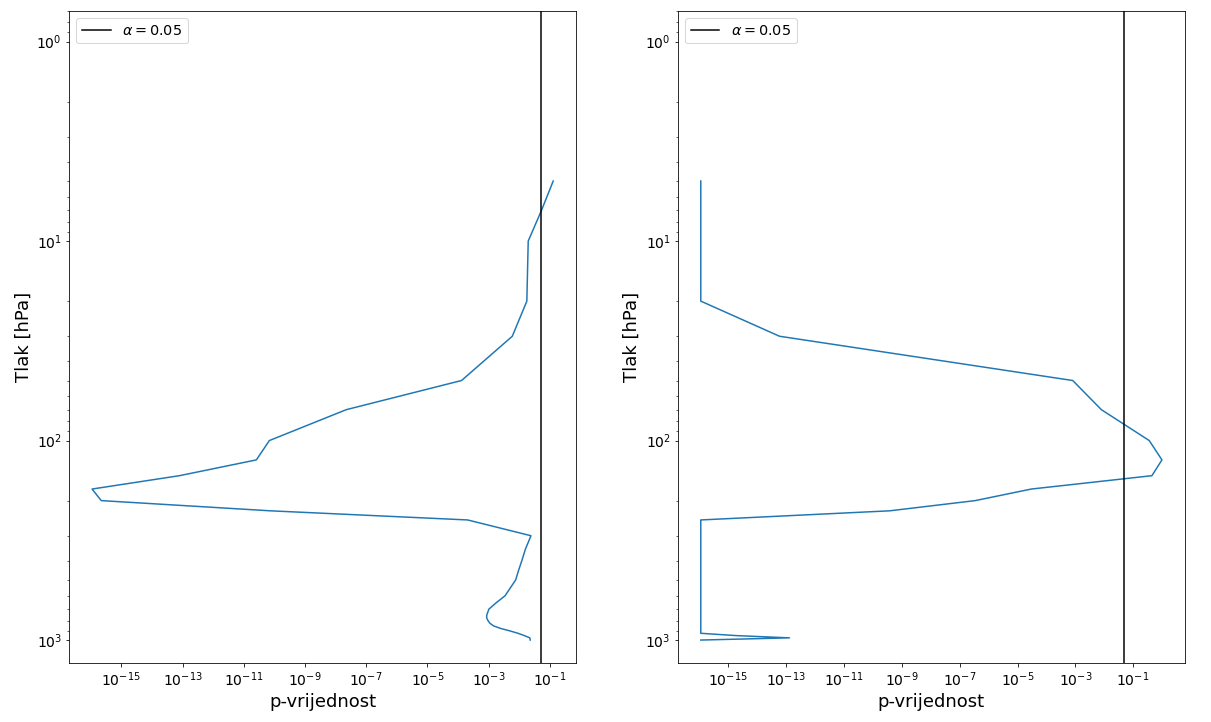 α = 0.05
10⁰
10¹
10²
10³
Tlak [hPa]
10⁻¹⁵ 10⁻¹³ 10⁻¹¹ 10⁻⁹ 10⁻⁷ 10⁻⁵ 10⁻³ 10⁻¹
p-vrijednost
α = 0.05
10⁰
10¹
10²
10³
Tlak [hPa]
10⁻¹⁵ 10⁻¹³ 10⁻¹¹ 10⁻⁹ 10⁻⁷ 10⁻⁵ 10⁻³ 10⁻¹
p-vrijednost